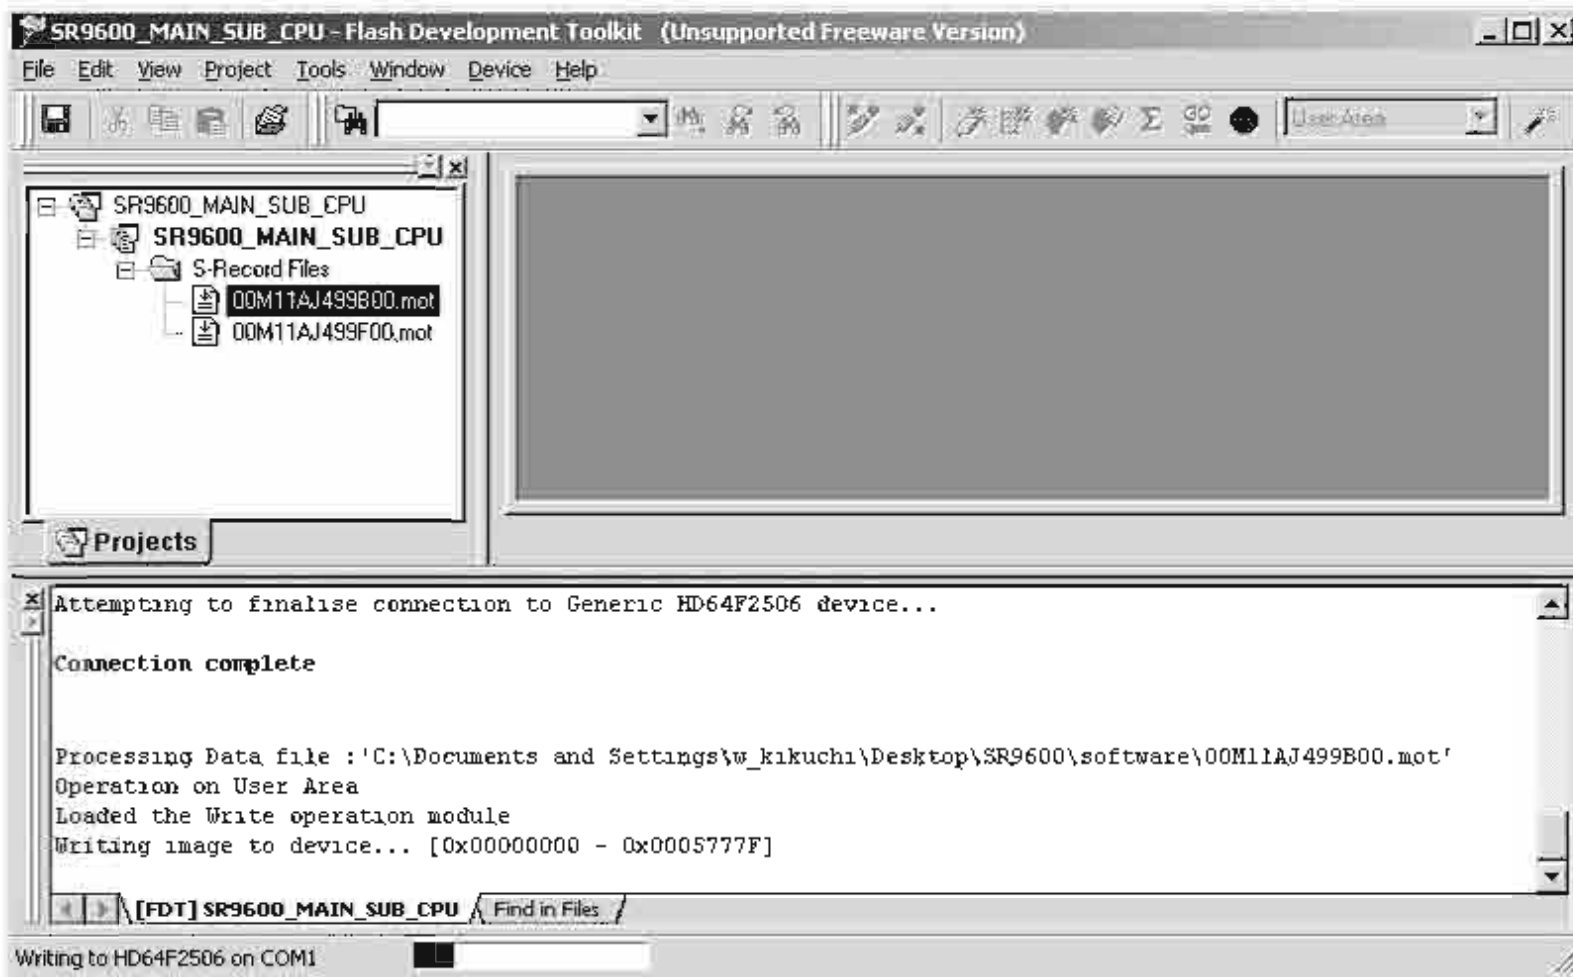 SR9600_MAIN_SUB_CPU - Flash Development Toolkit (Unsupported Freeware Version)
File Edit View Project Tools Window Device Help
GO
User Area
SR9600_MAIN_SUB_CPU
SR9600_MAIN_SUB_CPU
S-Record Files
00M11AJ499B00.mot
00M11AJ499F00.mot
Projects
Attempting to finalise connection to Generic HD64F2506 device...
Connection complete
Processing Data file :'C:\Documents and Settings\w_kikuchi\Desktop\SR9600\software\00M11AJ499B00.mot'
Operation on User Area
Loaded the Write operation module
Writing image to device... [0x00000000 - 0x0005777F]
[FDT] SR9600_MAIN_SUB_CPU Find in Files
Writing to HD64F2506 on COM1